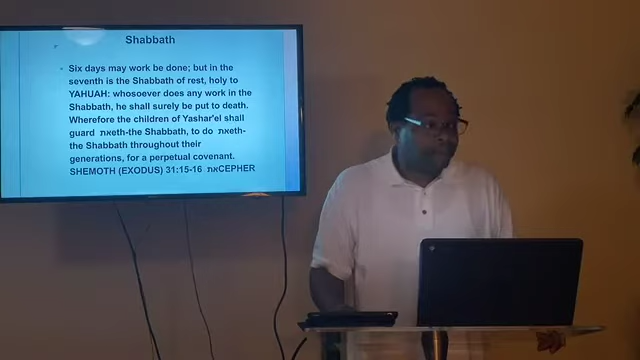 Shabbath
• Six days may work be done; but in the
seventh is the Shabbath of rest, holy to
YAHUAH: whosoever does any work in the
Shabbath, he shall surely be put to death.
Wherefore the children of Yashar'el shall
guard את‎eth-the Shabbath, to do את‎eth-
the Shabbath throughout their
generations, for a perpetual covenant.
SHEMOTH (EXODUS) 31:15-16 את‎CEPHER